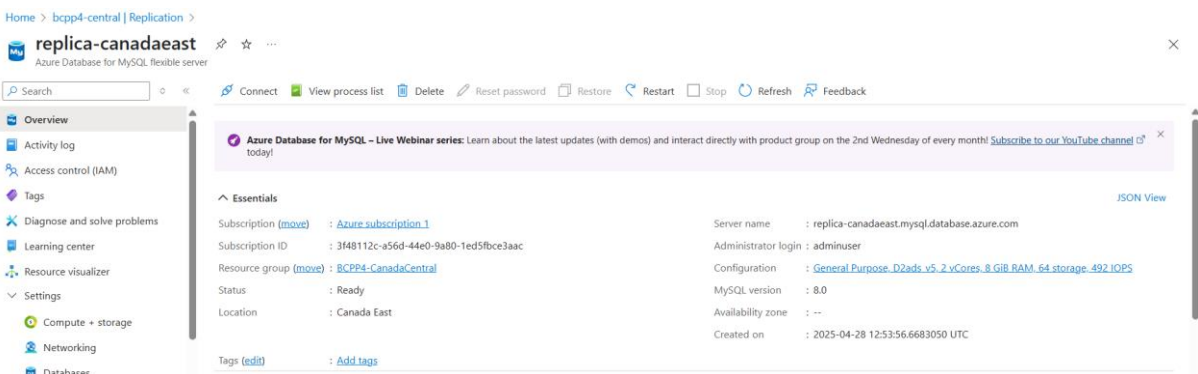 Home > bcpp4-central | Replication >
replica-canadaeast
Azure Database for MySQL flexible server
Search
Connect View process list Delete Reset password Restore Restart Stop Refresh Feedback
Overview
Activity log
Access control (IAM)
Tags
Diagnose and solve problems
Learning center
Resource visualizer
Settings
Compute + storage
Networking
Databases
Azure Database for MySQL – Live Webinar series: Learn about the latest updates (with demos) and interact directly with product group on the 2nd Wednesday of every month! Subscribe to our YouTube channel
today!
Essentials
JSON View
Subscription (move) : Azure subscription 1
Subscription ID : 3f48112c-a56d-44e0-9a80-1ed5fbce3aac
Resource group (move) : BCPP4-CanadaCentral
Status : Ready
Location : Canada East
Server name : replica-canadaeast.mysql.database.azure.com
Administrator login : adminuser
Configuration : General Purpose, D2ads_v5, 2 vCores, 8 GiB RAM, 64 storage, 492 IOPS
MySQL version : 8.0
Availability zone : --
Created on : 2025-04-28 12:53:56.6683050 UTC
Tags (edit) : Add tags